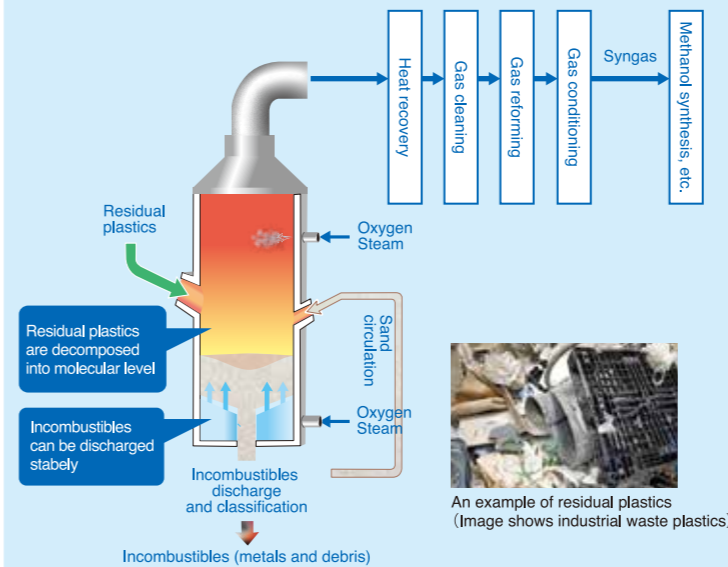 Heat recovery
Gas cleaning
Gas reforming
Gas conditioning
Syngas
Methanol synthesis, etc.
Residual
plastics
Oxygen
Steam
Residual plastics
are decomposed
into molecular level
Sand
circulation
Incombustibles
can be discharged
stabely
Oxygen
Steam
Incombustibles
discharge
and classification
Incombustibles (metals and debris)
An example of residual plastics
(Image shows industrial waste plastics)